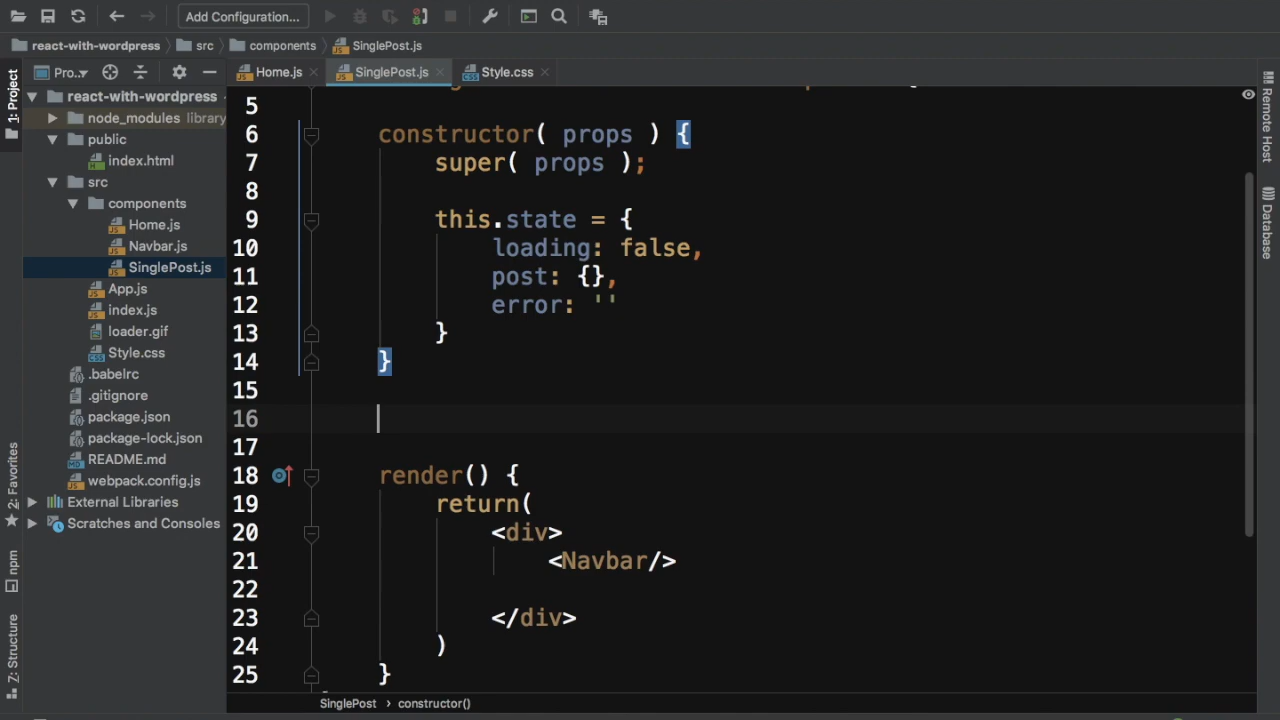 Add Configuration...
react-with-wordpress
src
components
SinglePost.js
1: Project
Pro..
Home.js
SinglePost.js
Style.css
react-with-wordpress
node_modules library
public
index.html
src
components
Home.js
Navbar.js
SinglePost.js
App.js
index.js
loader.gif
Style.css
.babelrc
.gitignore
package.json
package-lock.json
README.md
webpack.config.js
External Libraries
Scratches and Consoles
2: Favorites
npm
Z: Structure
5
6 constructor( props ) {
7 super( props );
8
9 this.state = {
10 loading: false,
11 post: {},
12 error: ''
13 }
14 }
15
16
17
18 render() {
19 return(
20 <div>
21 <Navbar/>
22
23 </div>
24 )
25 }
SinglePost › constructor()
Remote Host
Database